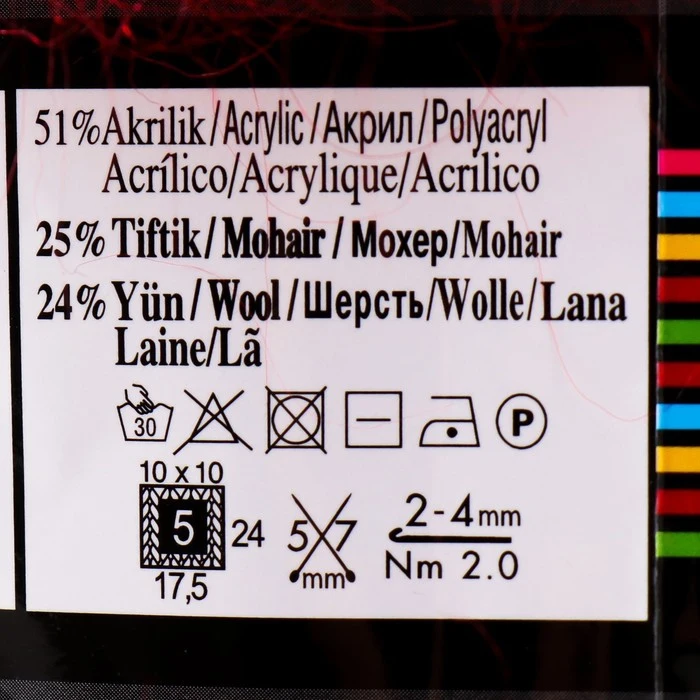 51% Akrilik/Acrylic/Акрил/Polyacryl
Acrílico/Acrylique/Acrilico
25% Tiftik/Mohair/Мохер/Mohair
24% Yün/Wool/Шерсть/Wolle/Lana
Laine/Lã
30
P
10 x 10
5
24
17,5
5 7
mm
2-4mm
Nm 2.0